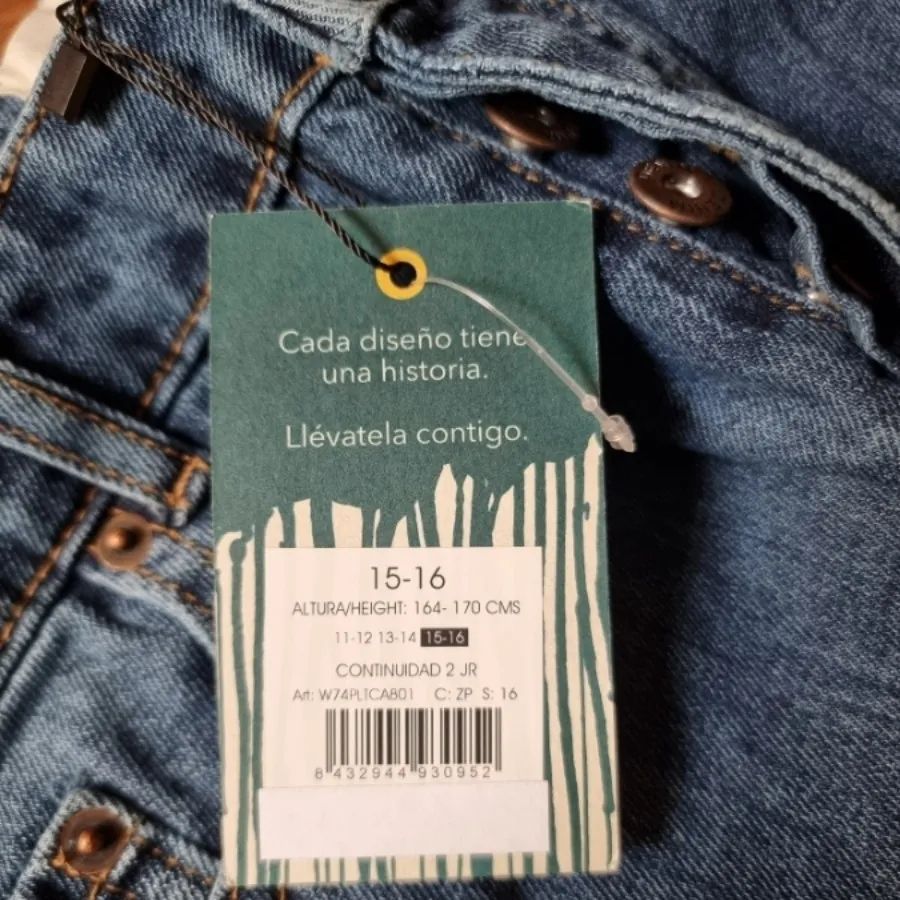 Cada diseño tiene
una historia.
Llévatela contigo.
15-16
ALTURA/HEIGHT: 164- 170 CMS
11-12 13-14 15-16
CONTINUIDAD 2 JR
Art: W74PLTCA801 C: ZP S: 16
8 432944 930952